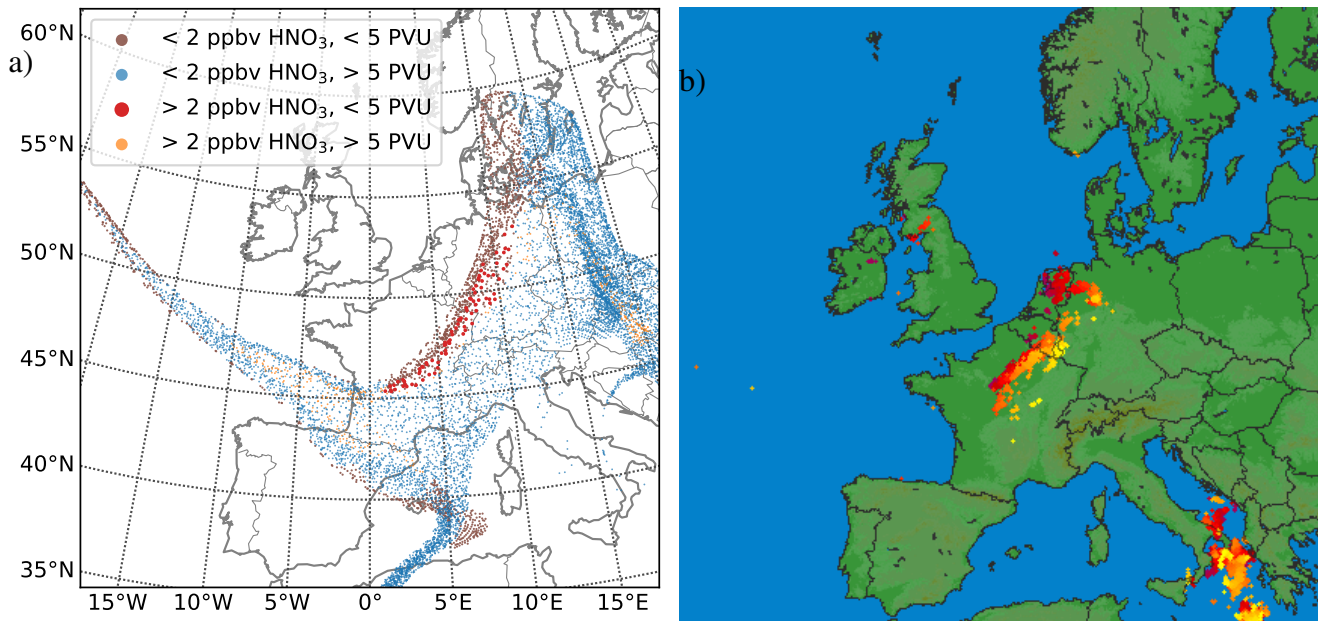 a)
60°N
55°N
50°N
45°N
40°N
35°N
< 2 ppbv HNO₃, < 5 PVU
< 2 ppbv HNO₃, > 5 PVU
> 2 ppbv HNO₃, < 5 PVU
> 2 ppbv HNO₃, > 5 PVU
15°W 10°W 5°W 0° 5°E 10°E 15°E
b)